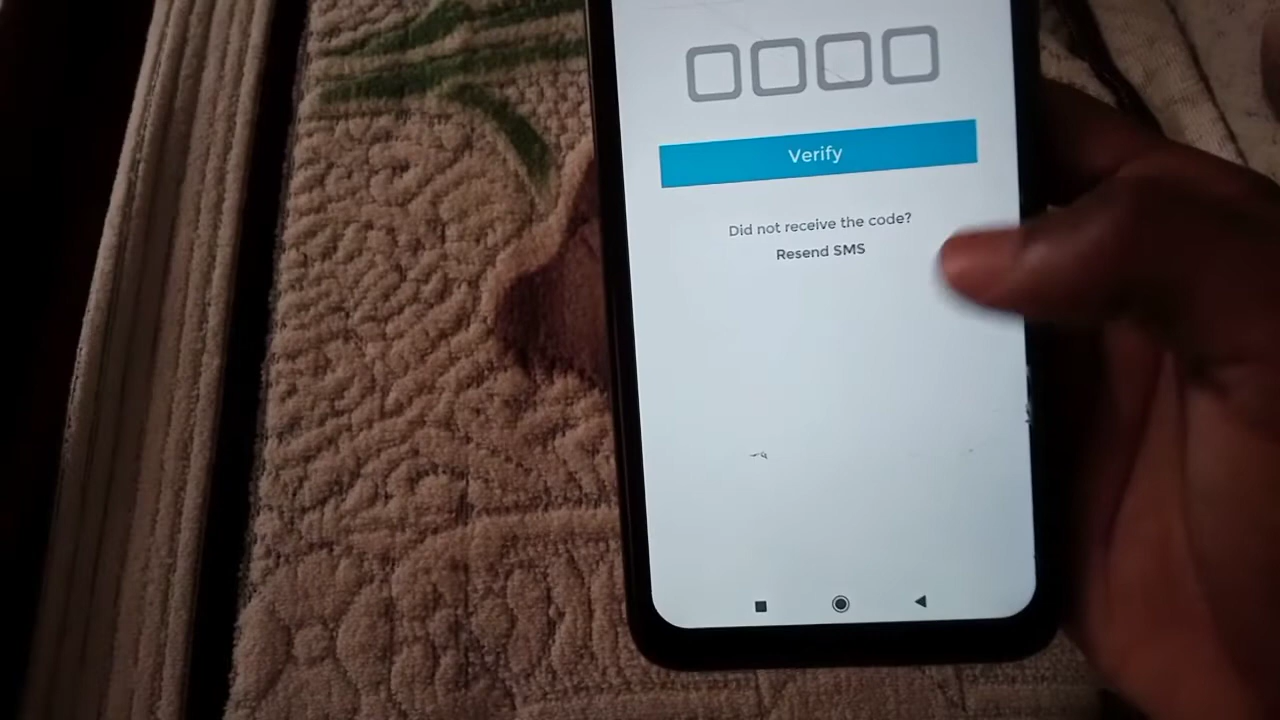 Verify
Did not receive the code?
Resend SMS